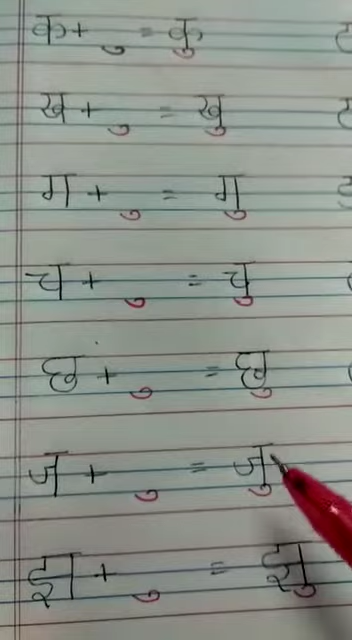 क + ु = कु
ख + ु = खु
ग + ु = गु
च + ु = चु
छ + ु = छु
ज + ु = जु
झ + ु = झु